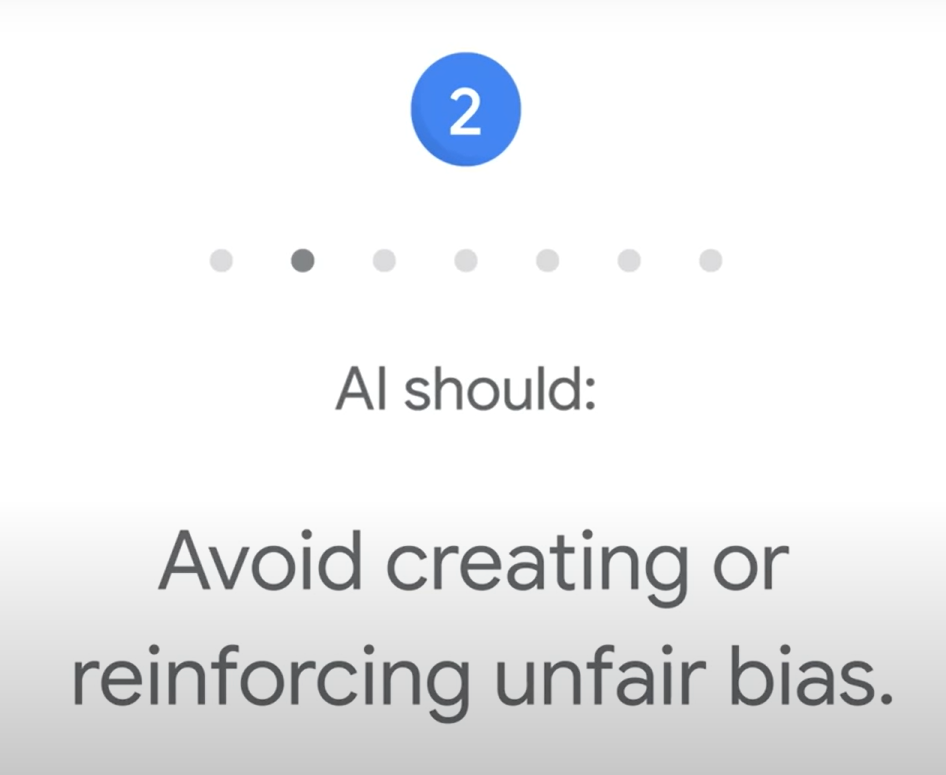 2
AI should:
Avoid creating or
reinforcing unfair bias.